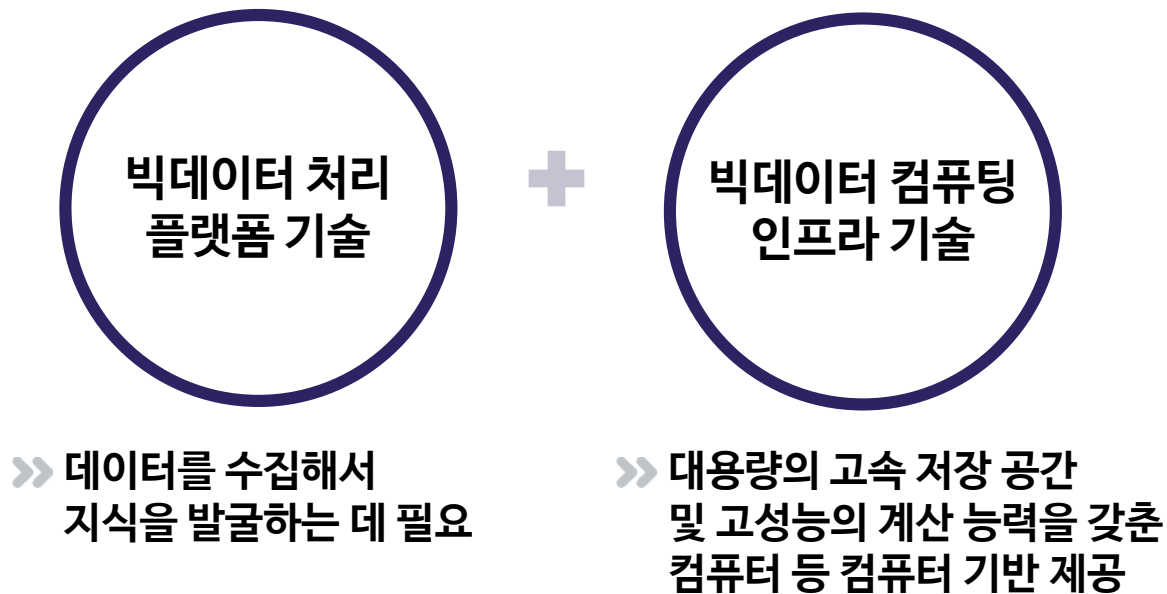 빅데이터 처리
플랫폼 기술
빅데이터 컴퓨팅
인프라 기술
데이터를 수집해서
지식을 발굴하는 데 필요
대용량의 고속 저장 공간
및 고성능의 계산 능력을 갖춘
컴퓨터 등 컴퓨터 기반 제공